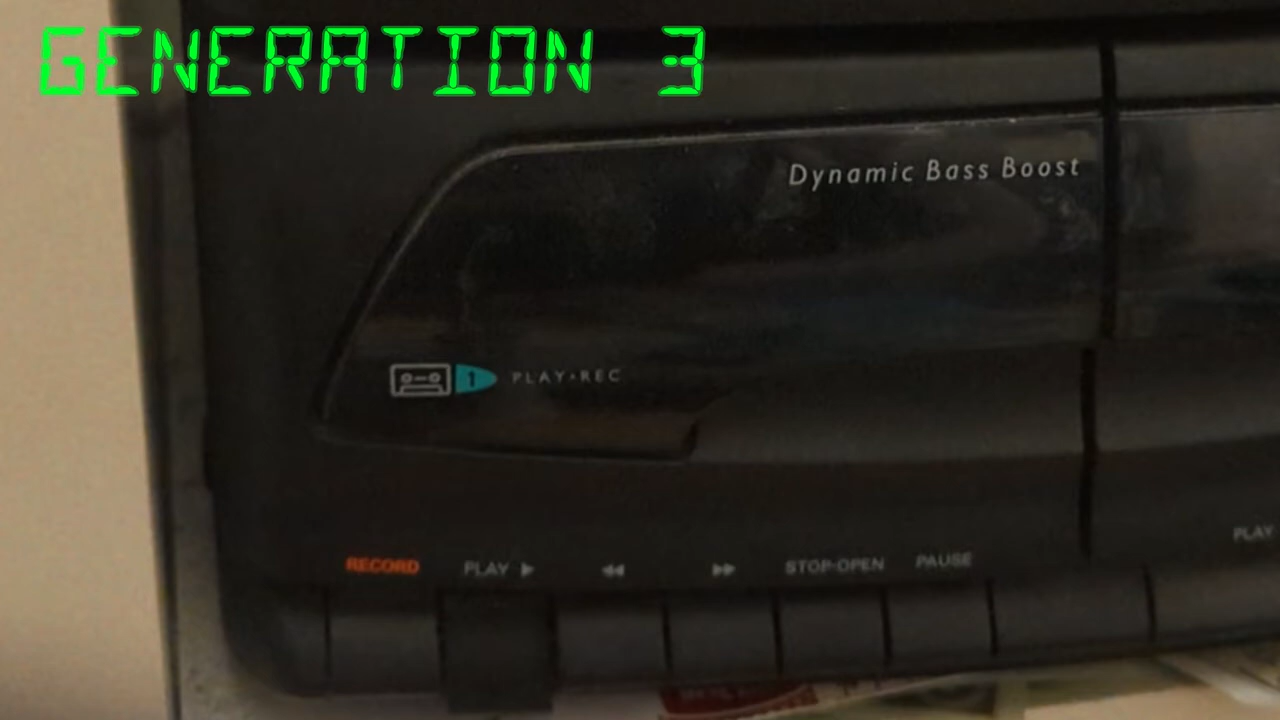 GENERATION 3
Dynamic Bass Boost
1 PLAY•REC
RECORD PLAY ▶ ◀◀ ▶▶ STOP•OPEN PAUSE
PLAY